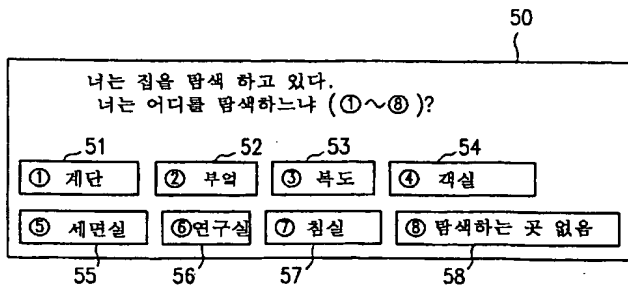 50
너는 집을 탐색 하고 있다.
너는 어디를 탐색하느냐 (①~⑧)?
51 52 53 54
① 계단 ② 부엌 ③ 복도 ④ 객실
⑤ 세면실 ⑥연구실 ⑦ 침실 ⑧ 탐색하는 곳 없음
55 56 57 58